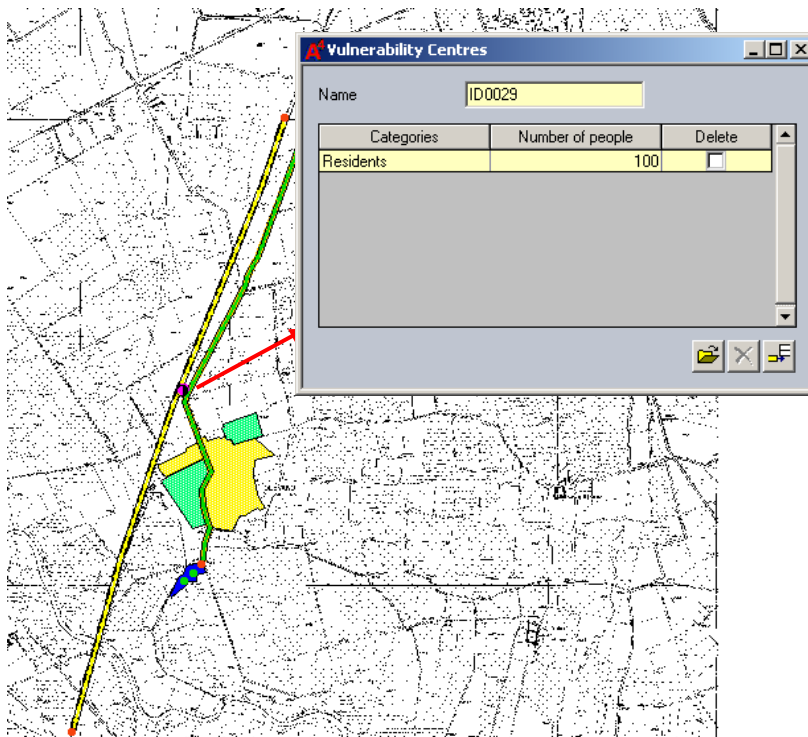 Vulnerability Centres
Name
ID0029
Categories Number of people Delete
Residents 100